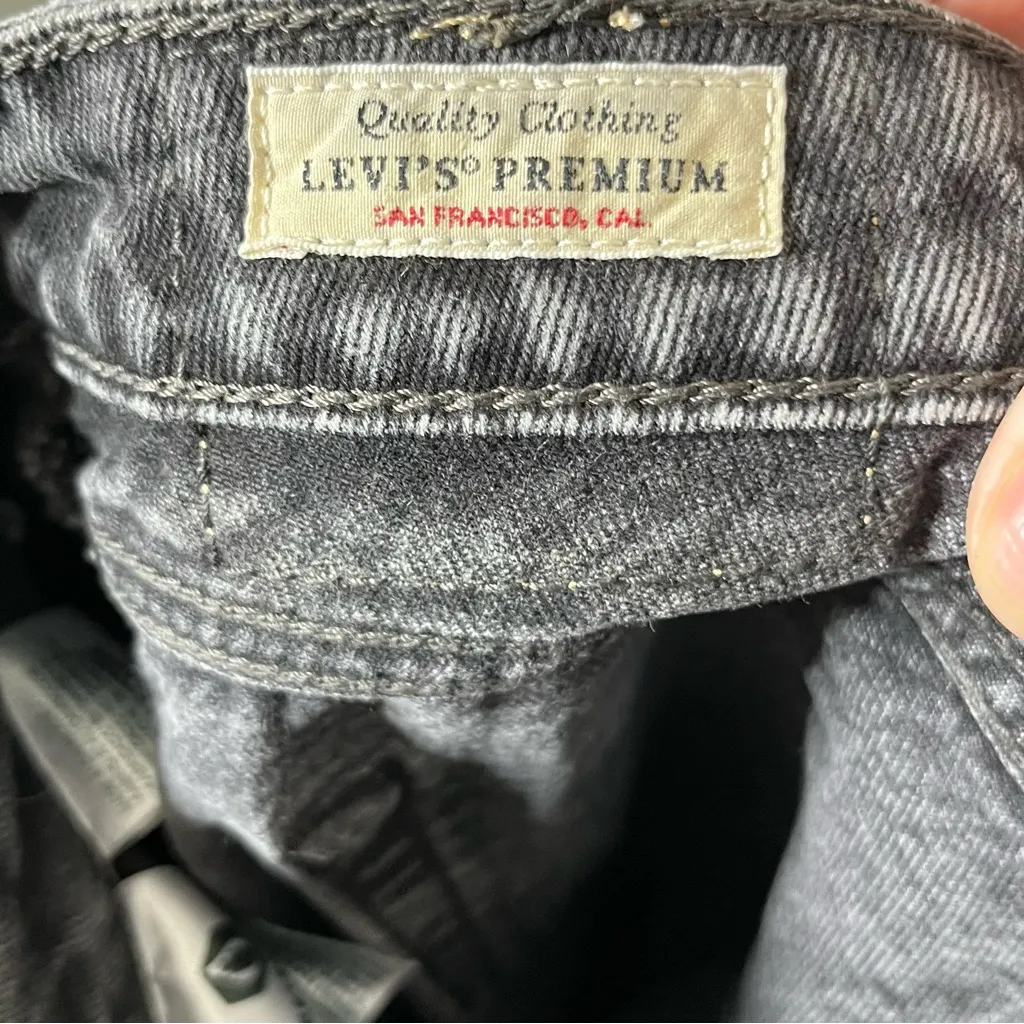 Quality Clothing
LEVI'S® PREMIUM
SAN FRANCISCO, CAL.